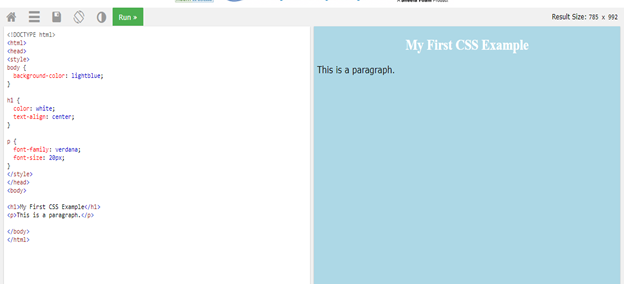 Run »
Result Size: 785 x 992
<!DOCTYPE html>
<html>
<head>
<style>
body {
  background-color: lightblue;
}

h1 {
  color: white;
  text-align: center;
}

p {
  font-family: verdana;
  font-size: 20px;
}
</style>
</head>
<body>

<h1>My First CSS Example</h1>
<p>This is a paragraph.</p>

</body>
</html>
My First CSS Example
This is a paragraph.